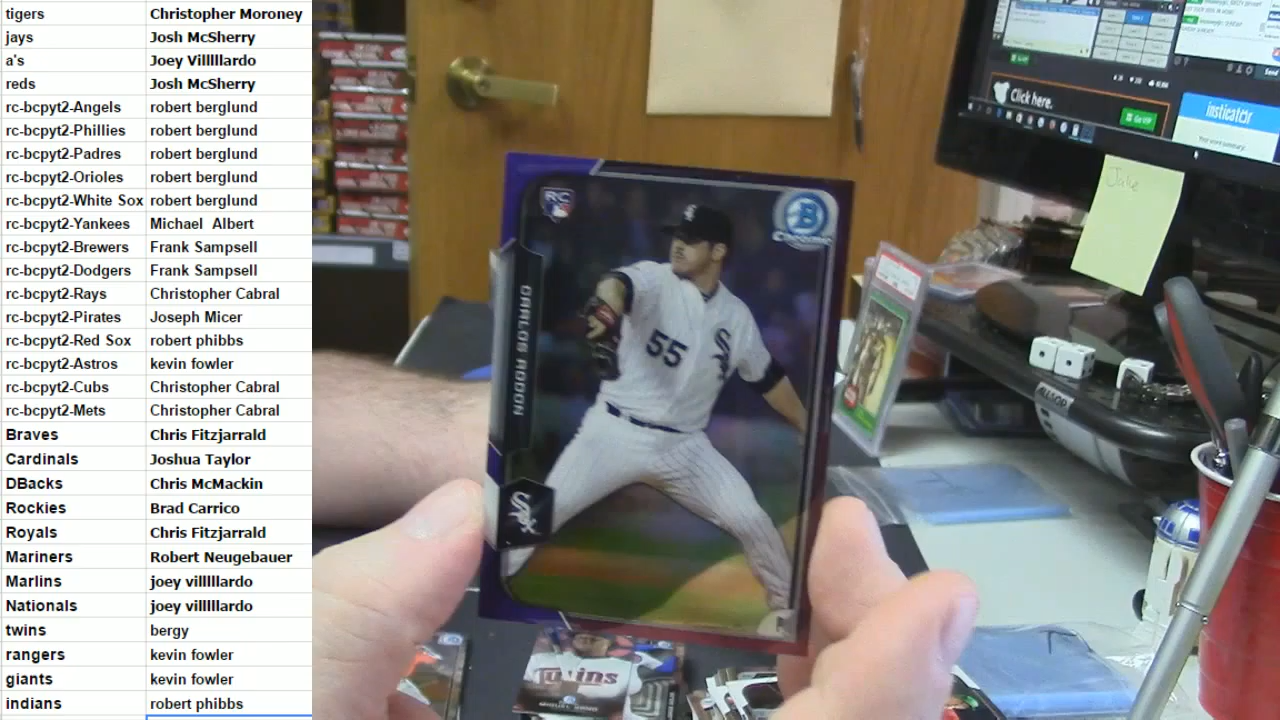 tigers Christopher Moroney
jays Josh McSherry
a's Joey Villlllardo
reds Josh McSherry
rc-bcpyt2-Angels robert berglund
rc-bcpyt2-Phillies robert berglund
rc-bcpyt2-Padres robert berglund
rc-bcpyt2-Orioles robert berglund
rc-bcpyt2-White Sox robert berglund
rc-bcpyt2-Yankees Michael Albert
rc-bcpyt2-Brewers Frank Sampsell
rc-bcpyt2-Dodgers Frank Sampsell
rc-bcpyt2-Rays Christopher Cabral
rc-bcpyt2-Pirates Joseph Micer
rc-bcpyt2-Red Sox robert phibbs
rc-bcpyt2-Astros kevin fowler
rc-bcpyt2-Cubs Christopher Cabral
rc-bcpyt2-Mets Christopher Cabral
Braves Chris Fitzjarrald
Cardinals Joshua Taylor
DBacks Chris McMackin
Rockies Brad Carrico
Royals Chris Fitzjarrald
Mariners Robert Neugebauer
Marlins joey villlllardo
Nationals joey villlllardo
twins bergy
rangers kevin fowler
giants kevin fowler
indians robert phibbs
RC
B
Chrome
CARLOS RODON
55
SOX
Twins
Click here.
Go VIP
insticator
Send
Jake
ALLSOP